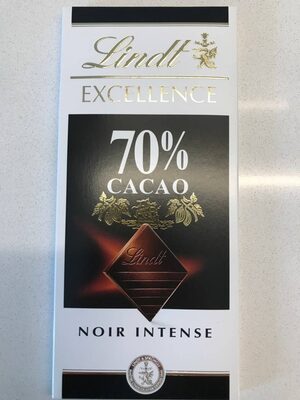 Lindt
EXCELLENCE
70%
CACAO
Lindt
NOIR INTENSE